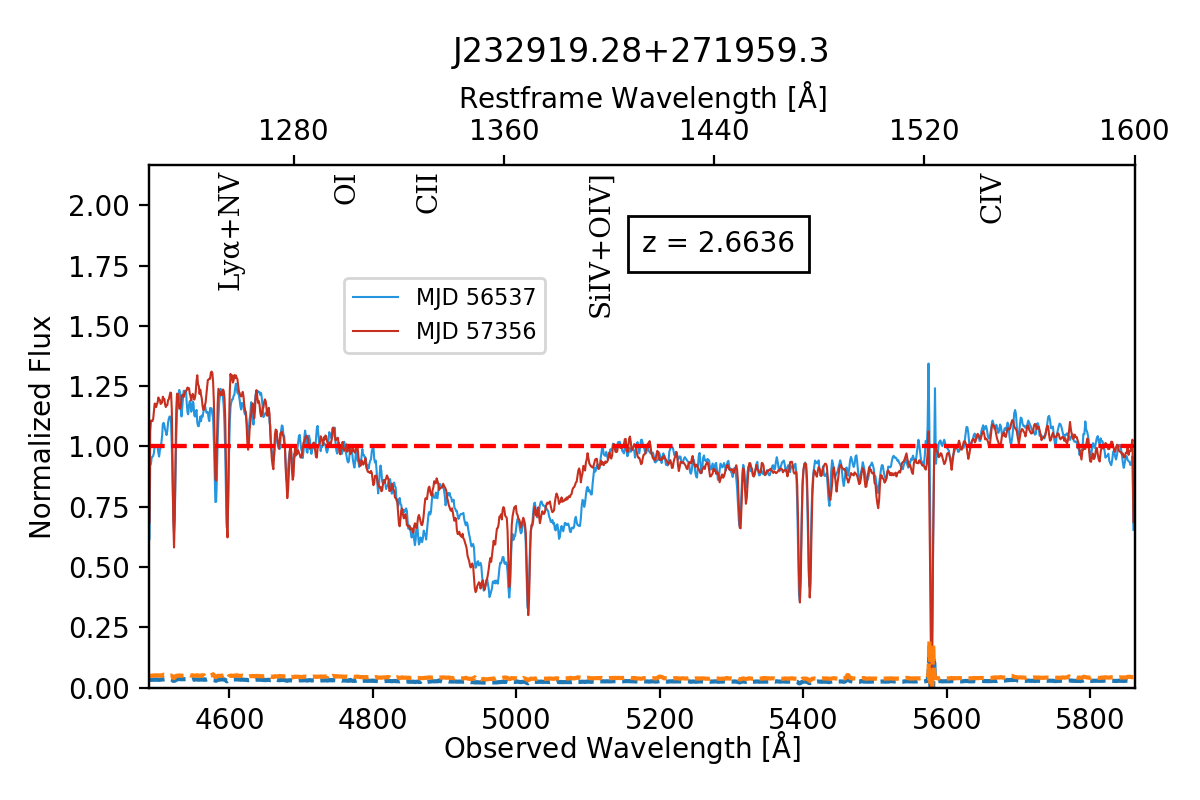 J232919.28+271959.3
Restframe Wavelength [Å]
1280 1360 1440 1520 1600
Lyα+NV
OI
CII
SiIV+OIV]
CIV
z = 2.6636
MJD 56537
MJD 57356
Normalized Flux
2.00
1.75
1.50
1.25
1.00
0.75
0.50
0.25
0.00
4600 4800 5000 5200 5400 5600 5800
Observed Wavelength [Å]